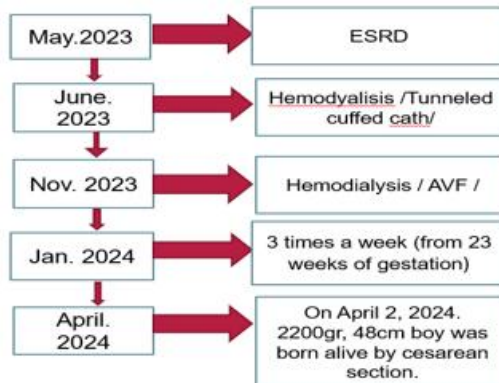 May.2023
ESRD
June.
2023
Hemodyalisis /Tunneled
cuffed cath/
Nov. 2023
Hemodialysis / AVF /
Jan. 2024
3 times a week (from 23
weeks of gestation)
April.
2024
On April 2, 2024.
2200gr, 48cm boy was
born alive by cesarean
section.